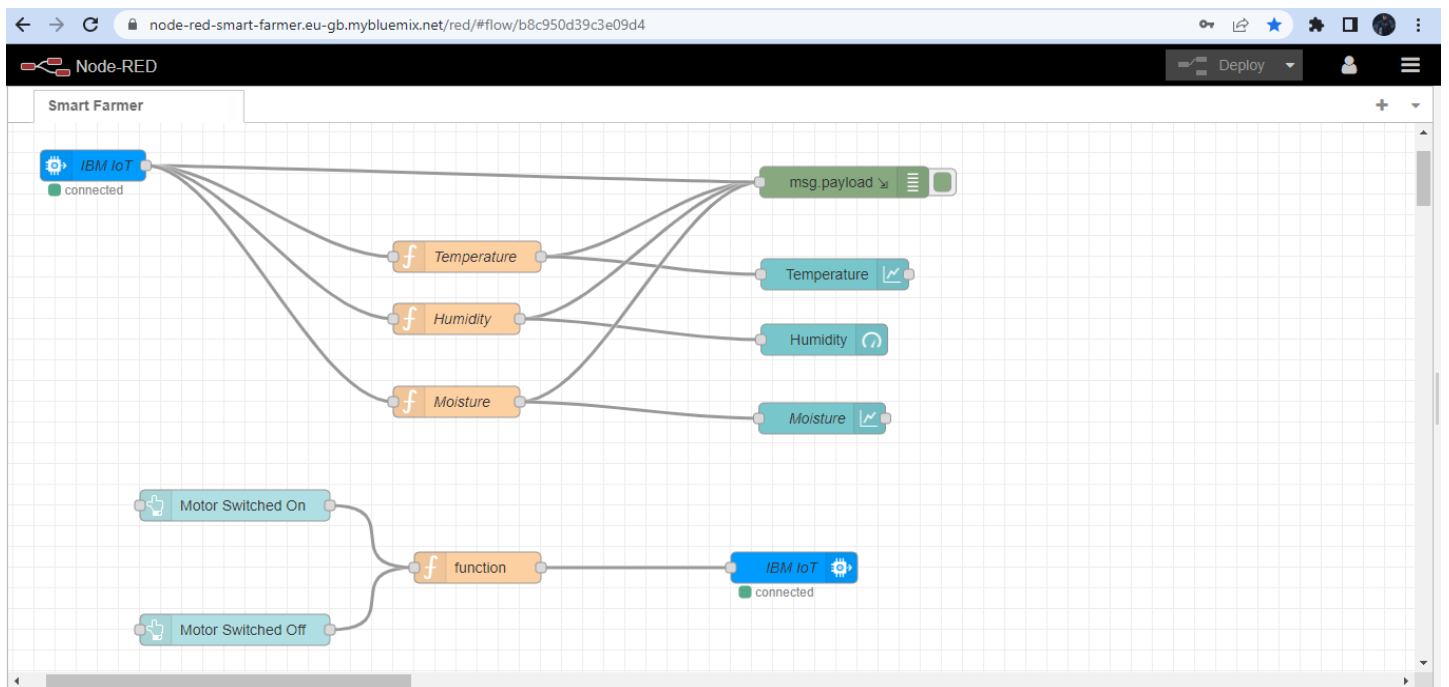 node-red-smart-farmer.eu-gb.mybluemix.net/red/#flow/b8c950d39c3e09d4
Node-RED
Deploy
Smart Farmer
IBM IoT
connected
msg.payload
Temperature
Temperature
Humidity
Humidity
Moisture
Moisture
Motor Switched On
function
IBM IoT
connected
Motor Switched Off